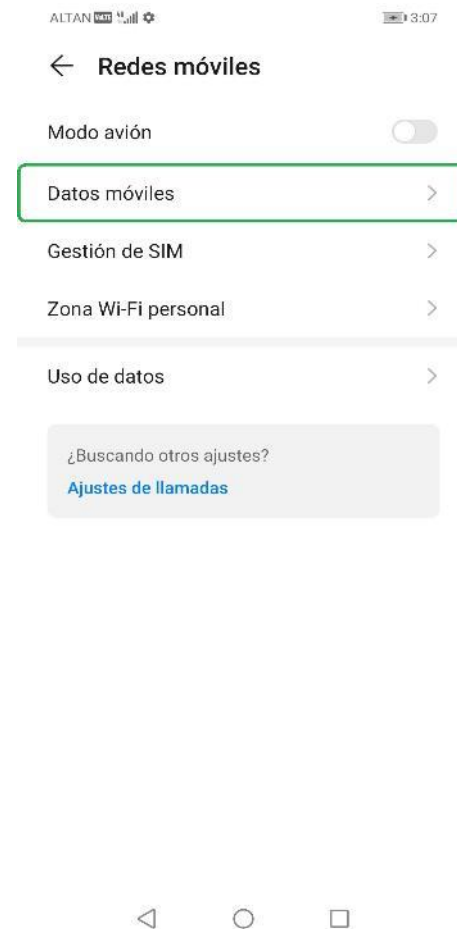 ALTAN VoLTE 3:07
Redes móviles
Modo avión
Datos móviles
Gestión de SIM
Zona Wi-Fi personal
Uso de datos
¿Buscando otros ajustes?
Ajustes de llamadas